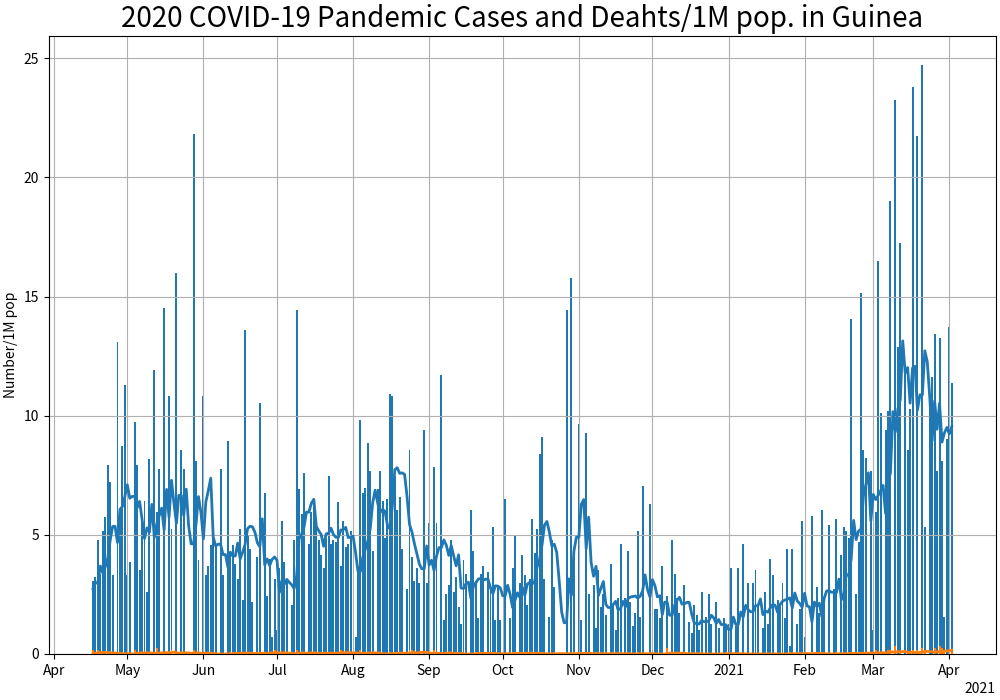 2020 COVID-19 Pandemic Cases and Deahts/1M pop. in Guinea
Number/1M pop
25
20
15
10
5
0
Apr May Jun Jul Aug Sep Oct Nov Dec 2021 Feb Mar Apr
2021